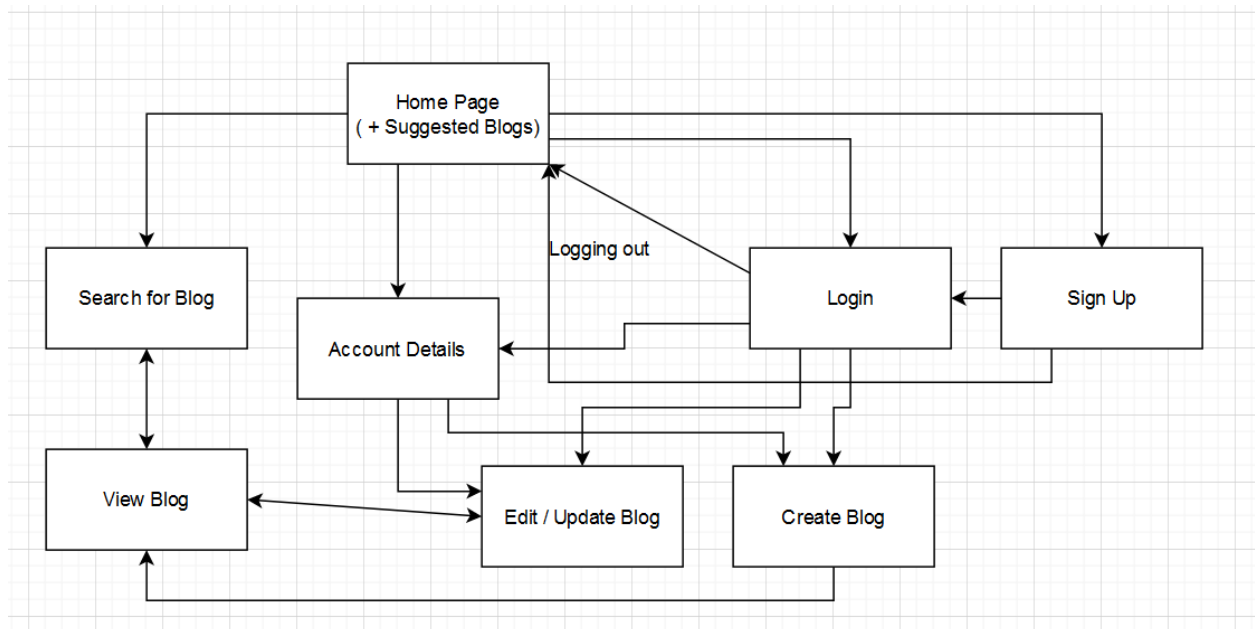 Home Page
( + Suggested Blogs)
Logging out
Search for Blog
Login
Sign Up
Account Details
View Blog
Edit / Update Blog
Create Blog